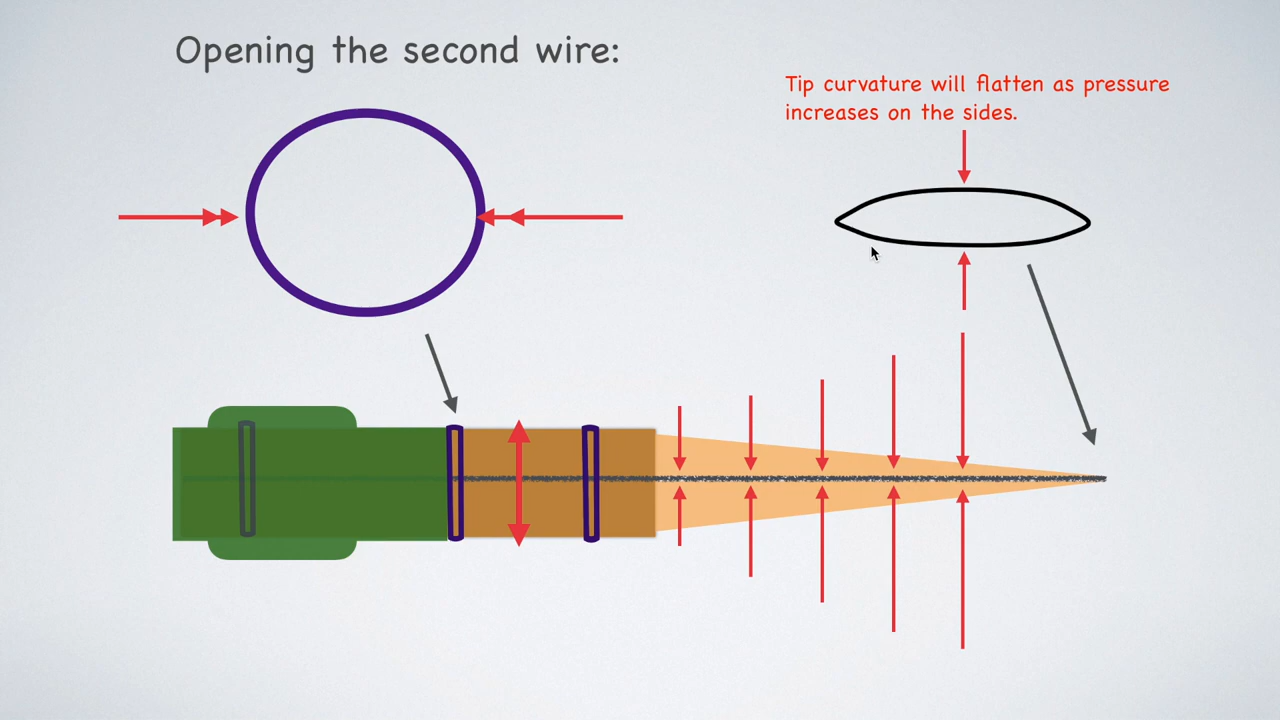 Opening the second wire:
Tip curvature will flatten as pressure
increases on the sides.